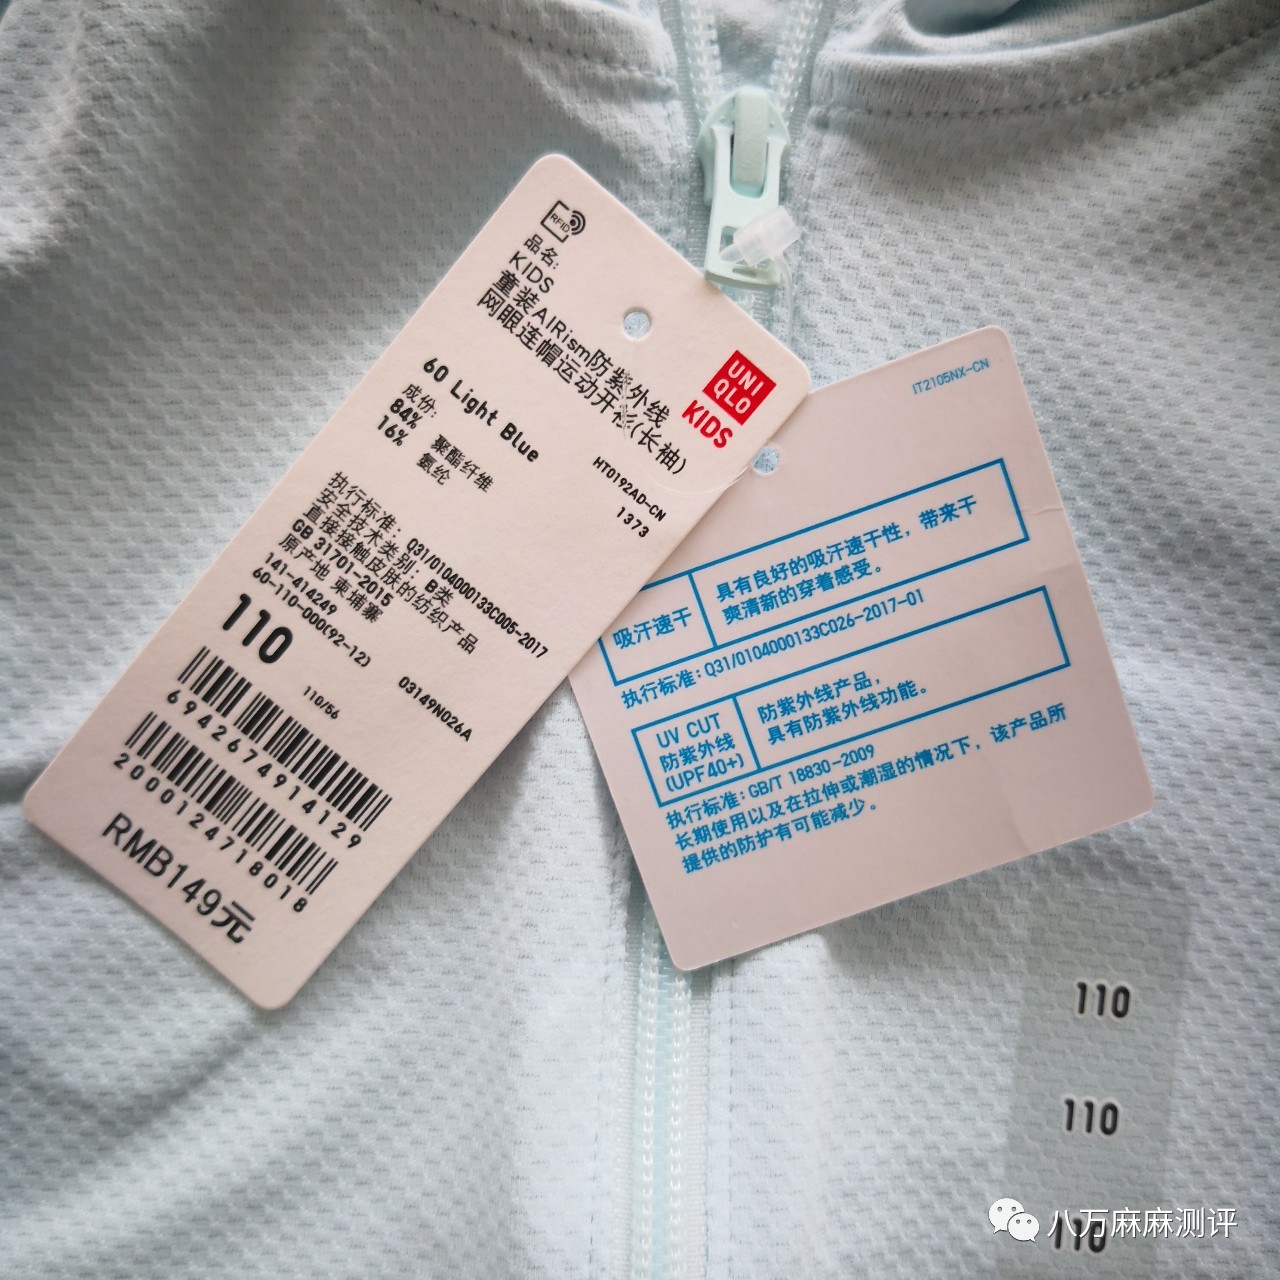 RFID
品名:
KIDS
童装AIRism防紫外线
网眼连帽运动开衫(长袖)
UNI
QLO
KIDS
60 Light Blue
HT0192AD-CN
1373
成份:
84% 聚酯纤维
16% 氨纶
执行标准: Q31/0104000133C005-2017
安全技术类别: B类
直接接触皮肤的纺织产品
GB 31701-2015
原产地 柬埔寨
141-414249
60-110-000(92-12)
03149N026A
110
110/56
6942674914129
2000124718018
RMB149元
IT2105NX-CN
吸汗速干
具有良好的吸汗速干性，带来干
爽清新的穿着感受。
执行标准: Q31/0104000133C026-2017-01
UV CUT
防紫外线
(UPF40+)
防紫外线产品，
具有防紫外线功能。
执行标准: GB/T 18830-2009
长期使用以及在拉伸或潮湿的情况下，该产品所
提供的防护有可能减少。
110
110
110
八万麻麻测评